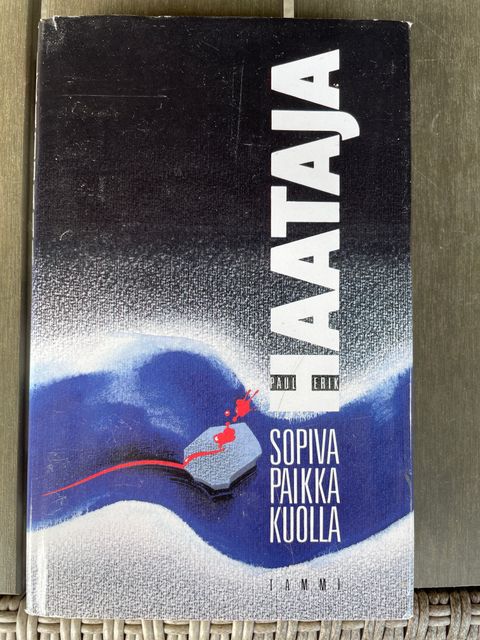 HAATAJA
PAUL ERIK
SOPIVA
PAIKKA
KUOLLA
TAMMI